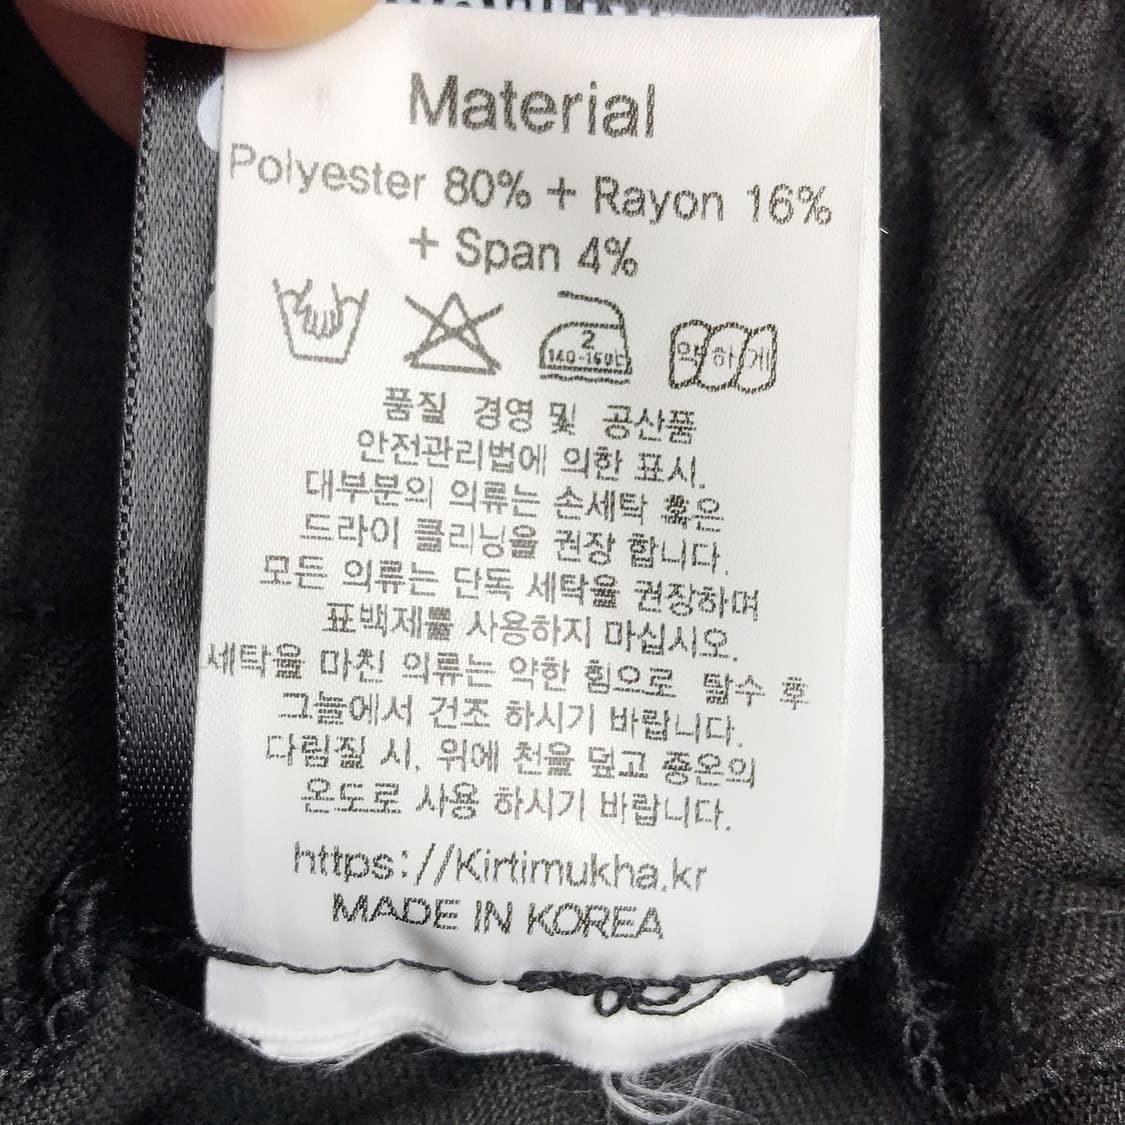 Material
Polyester 80% + Rayon 16%
+ Span 4%
2
140-160℃
약하게
품질 경영 및 공산품
안전관리법에 의한 표시.
대부분의 의류는 손세탁 혹은
드라이 클리닝을 권장 합니다.
모든 의류는 단독 세탁을 권장하며
표백제를 사용하지 마십시오.
세탁을 마친 의류는 약한 힘으로 탈수 후
그늘에서 건조 하시기 바랍니다.
다림질 시, 위에 천을 덮고 중온의
온도로 사용 하시기 바랍니다.
https://Kirtimukha.kr
MADE IN KOREA